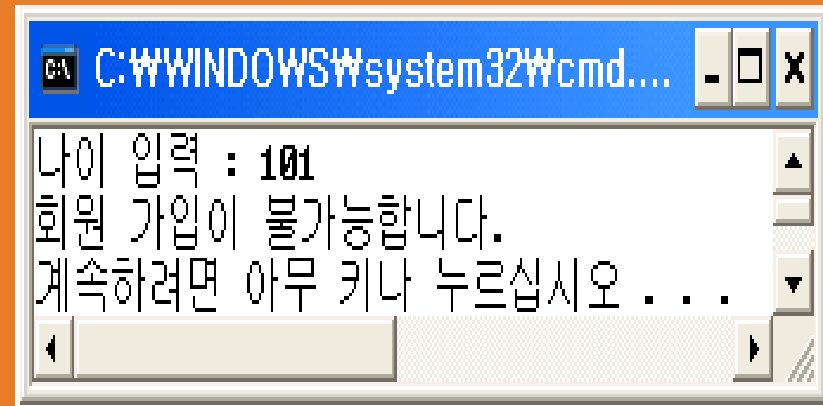 C:₩WINDOWS₩system32₩cmd....
나이 입력 : 101
회원 가입이 불가능합니다.
계속하려면 아무 키나 누르십시오 . . .